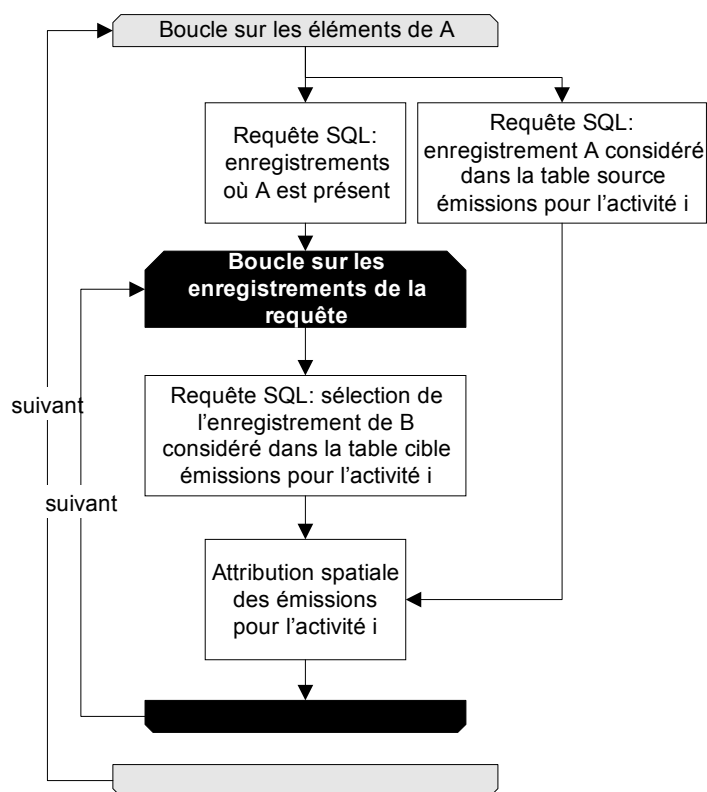 Boucle sur les éléments de A
Requête SQL:
enregistrements
où A est présent
Requête SQL:
enregistrement A considéré
dans la table source
émissions pour l'activité i
Boucle sur les
enregistrements de la
requête
suivant
Requête SQL: sélection de
l'enregistrement de B
considéré dans la table cible
émissions pour l'activité i
suivant
Attribution spatiale
des émissions
pour l'activité i